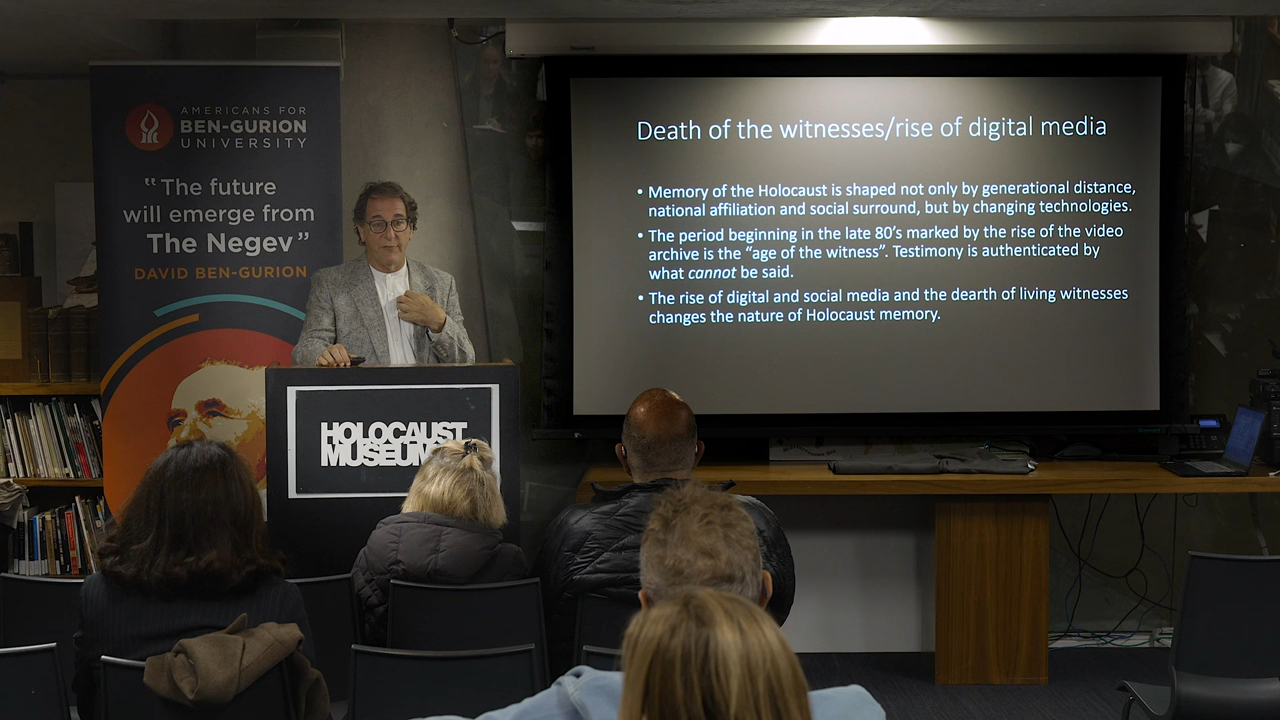 AMERICANS FOR
BEN-GURION
UNIVERSITY
"The future
will emerge from
The Negev"
DAVID BEN-GURION
HOLOCAUST
MUSEUM
Death of the witnesses/rise of digital media
• Memory of the Holocaust is shaped not only by generational distance,
national affiliation and social surround, but by changing technologies.
• The period beginning in the late 80's marked by the rise of the video
archive is the "age of the witness". Testimony is authenticated by
what cannot be said.
• The rise of digital and social media and the dearth of living witnesses
changes the nature of Holocaust memory.